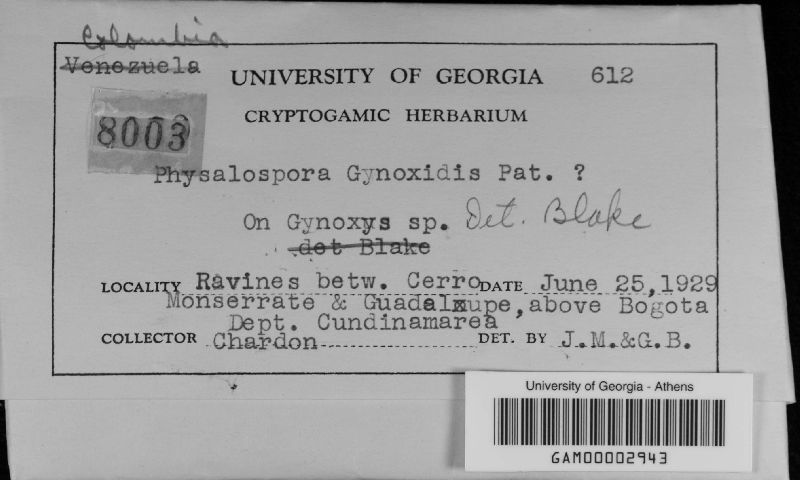 Colombia
Venezuela
UNIVERSITY OF GEORGIA 612
CRYPTOGAMIC HERBARIUM
8003
Physalospora Gynoxidis Pat. ?
On Gynoxys sp. Det. Blake
det Blake
LOCALITY Ravines betw. Cerro DATE June 25,1929
Monserrate & Guadalxupe, above Bogota
Dept. Cundinamarea
COLLECTOR Chardon DET. BY J.M.&G.B.
University of Georgia - Athens
GAM00002943